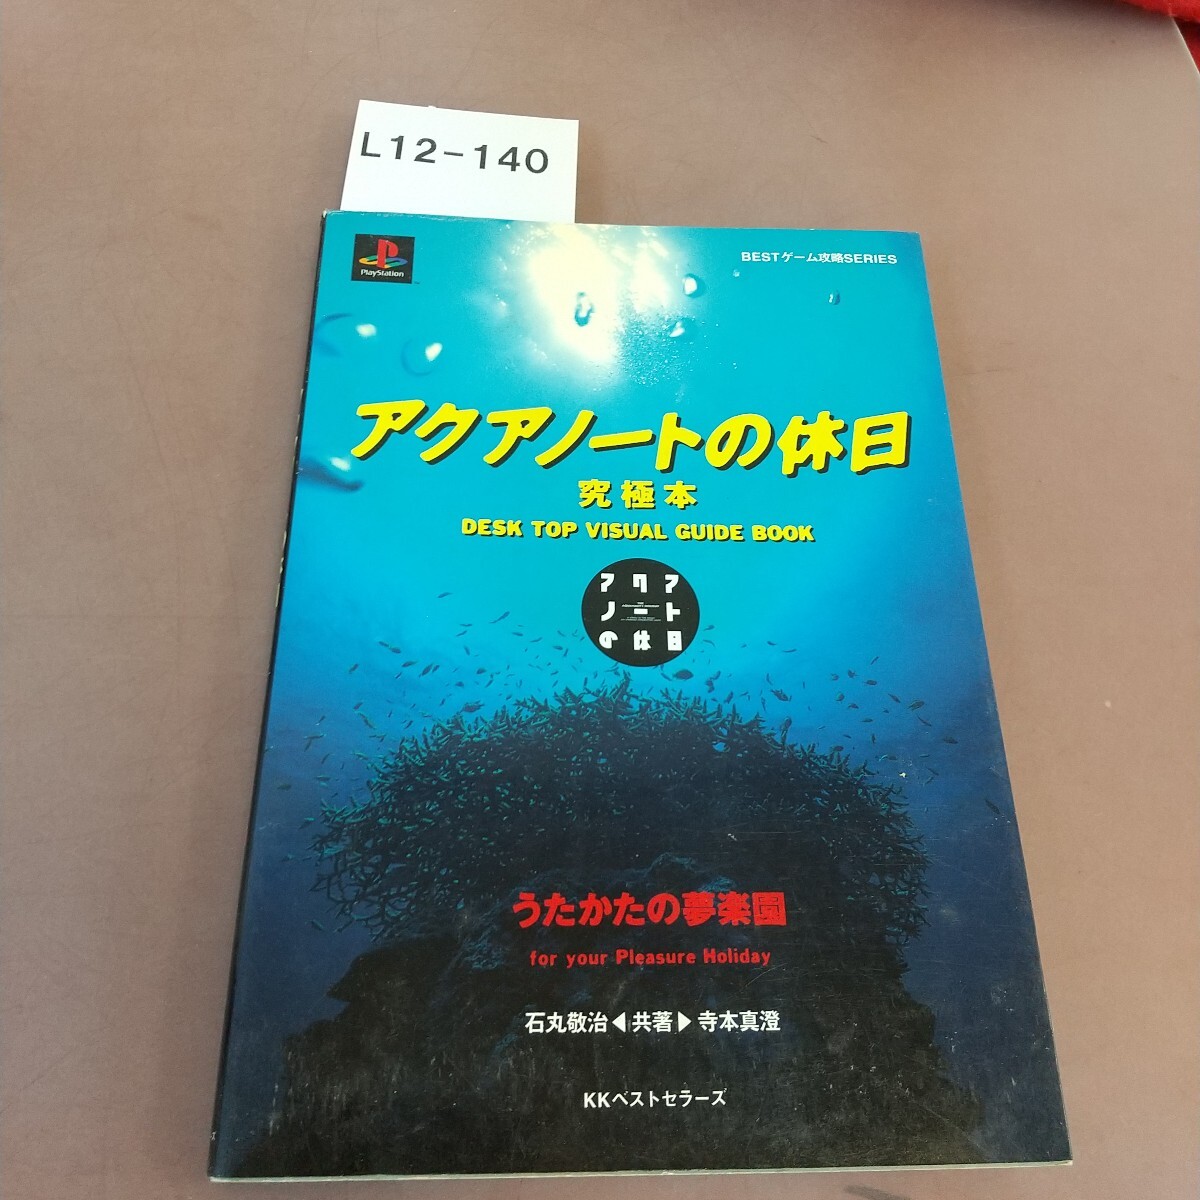 L12-140
PlayStation
BESTゲーム攻略SERIES
アクアノートの休日
究極本
DESK TOP VISUAL GUIDE BOOK
アクア
ノート
の休日
うたかたの夢楽園
for your Pleasure Holiday
石丸敬治◀共著▶寺本真澄
KKベストセラーズ